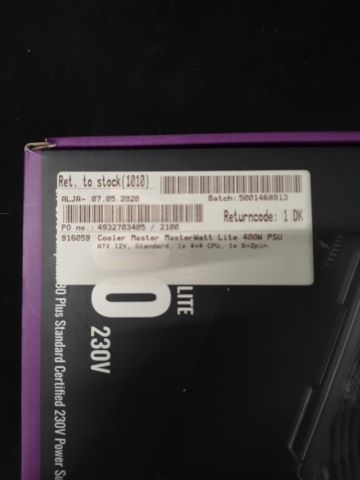 Ret. to stock(1010)
ALJA- 07.05.2020
Batch:5001468913
Returncode: 1 DK
PO no.: 4932703405 / 2100
916059 Cooler Master MasterWatt Lite 400W PSU
ATX 12V, Standard, 1x 4+4 CPU, 1x 6+2pin
LITE
0
230V
80 Plus Standard Certified 230V Power Su